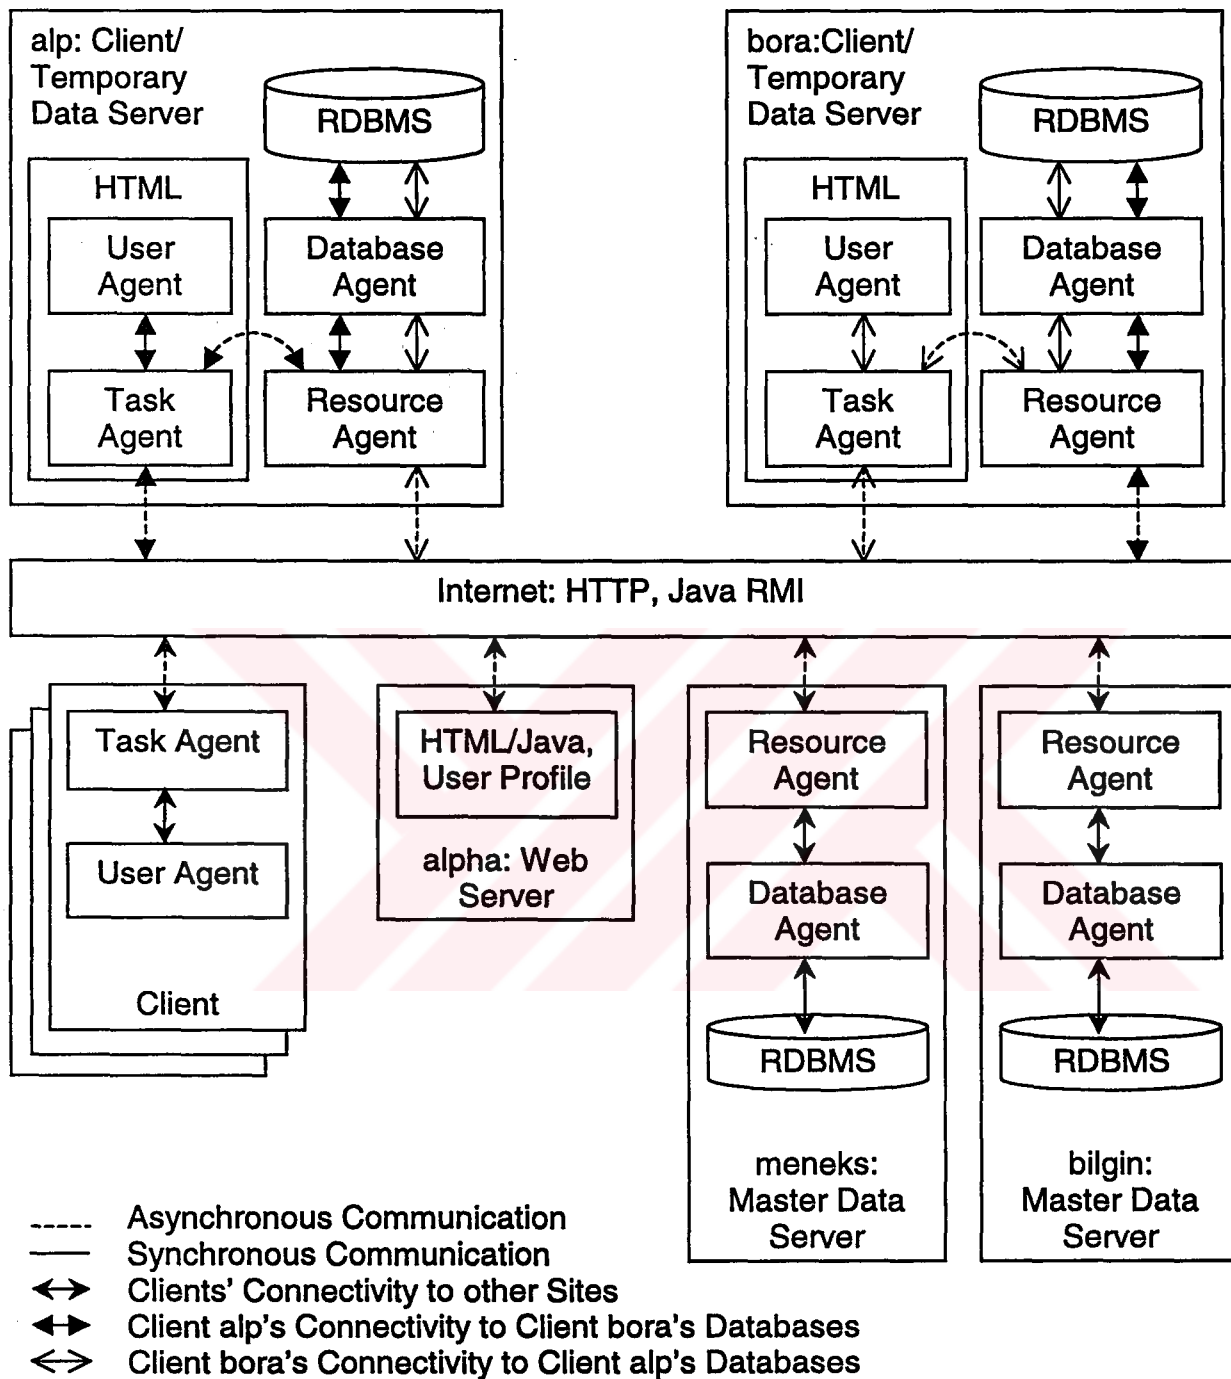 alp: Client/
Temporary
Data Server
RDBMS
HTML
User
Agent
Database
Agent
Task
Agent
Resource
Agent
bora:Client/
Temporary
Data Server
RDBMS
HTML
User
Agent
Database
Agent
Task
Agent
Resource
Agent
Internet: HTTP, Java RMI
Task Agent
User Agent
Client
HTML/Java,
User Profile
alpha: Web
Server
Resource
Agent
Database
Agent
RDBMS
meneks:
Master Data
Server
Resource
Agent
Database
Agent
RDBMS
bilgin:
Master Data
Server
Asynchronous Communication
Synchronous Communication
Clients' Connectivity to other Sites
Client alp's Connectivity to Client bora's Databases
Client bora's Connectivity to Client alp's Databases